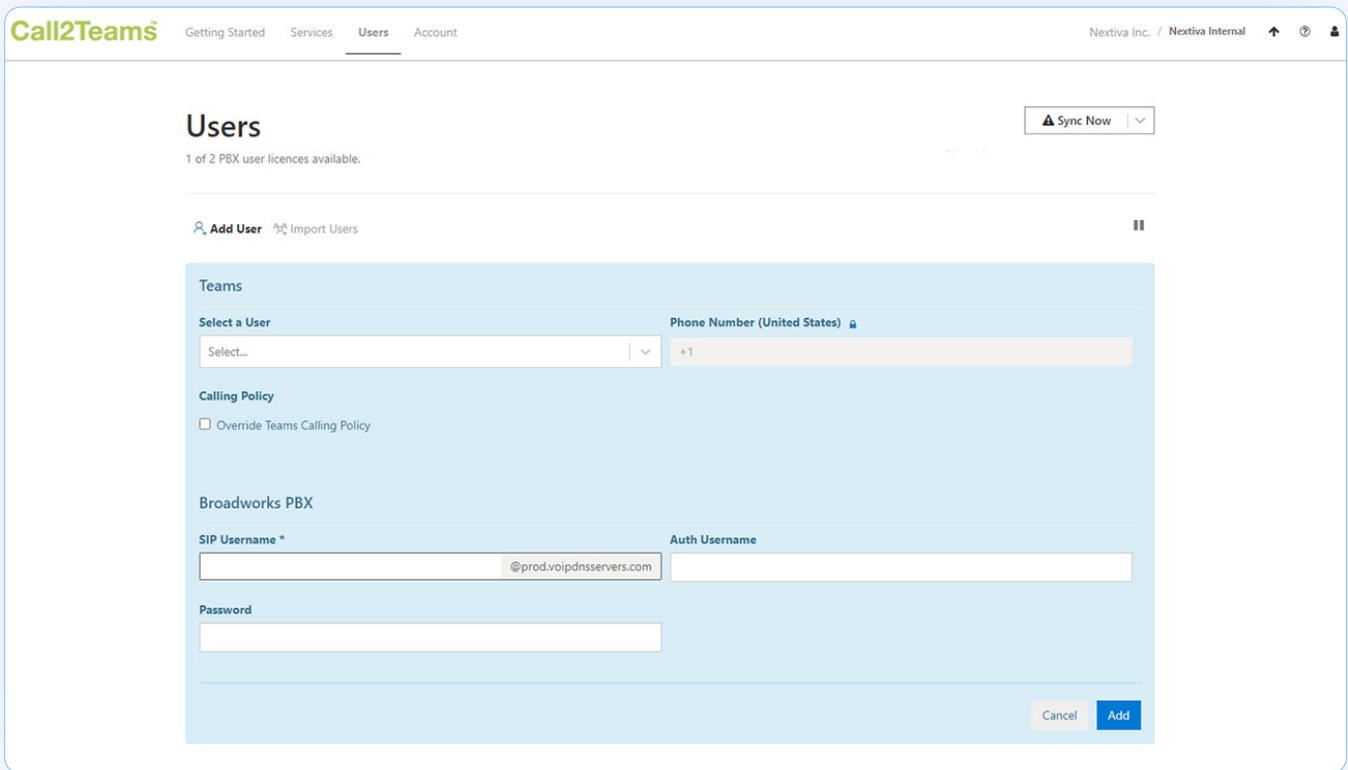 Call2Teams™ Getting Started Services Users Account Nextiva Inc. / Nextiva Internal
Users
Sync Now
1 of 2 PBX user licences available.
Add User Import Users
Teams
Select a User Phone Number (United States)
Select... +1
Calling Policy
Override Teams Calling Policy
Broadworks PBX
SIP Username * Auth Username
@prod.voipdnsservers.com
Password
Cancel Add